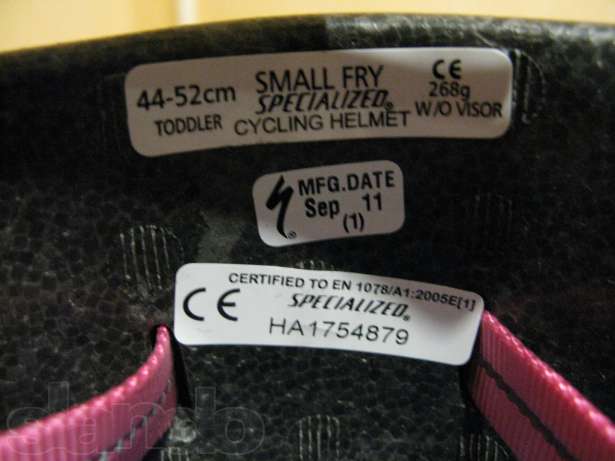 44-52cm SMALL FRY CE
TODDLER SPECIALIZED® 268g
CYCLING HELMET W/O VISOR
MFG.DATE
Sep 11
(1)
CERTIFIED TO EN 1078/A1:2005E[1]
CE SPECIALIZED®
HA1754879
slando